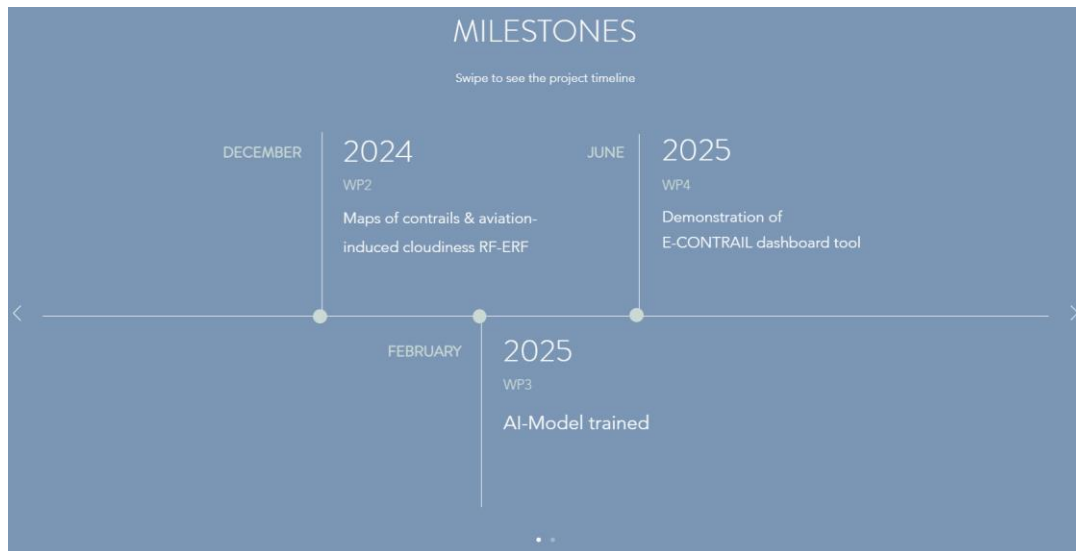 MILESTONES
Swipe to see the project timeline
DECEMBER
2024
WP2
Maps of contrails & aviation-
induced cloudiness RF-ERF
JUNE
2025
WP4
Demonstration of
E-CONTRAIL dashboard tool
FEBRUARY
2025
WP3
AI-Model trained